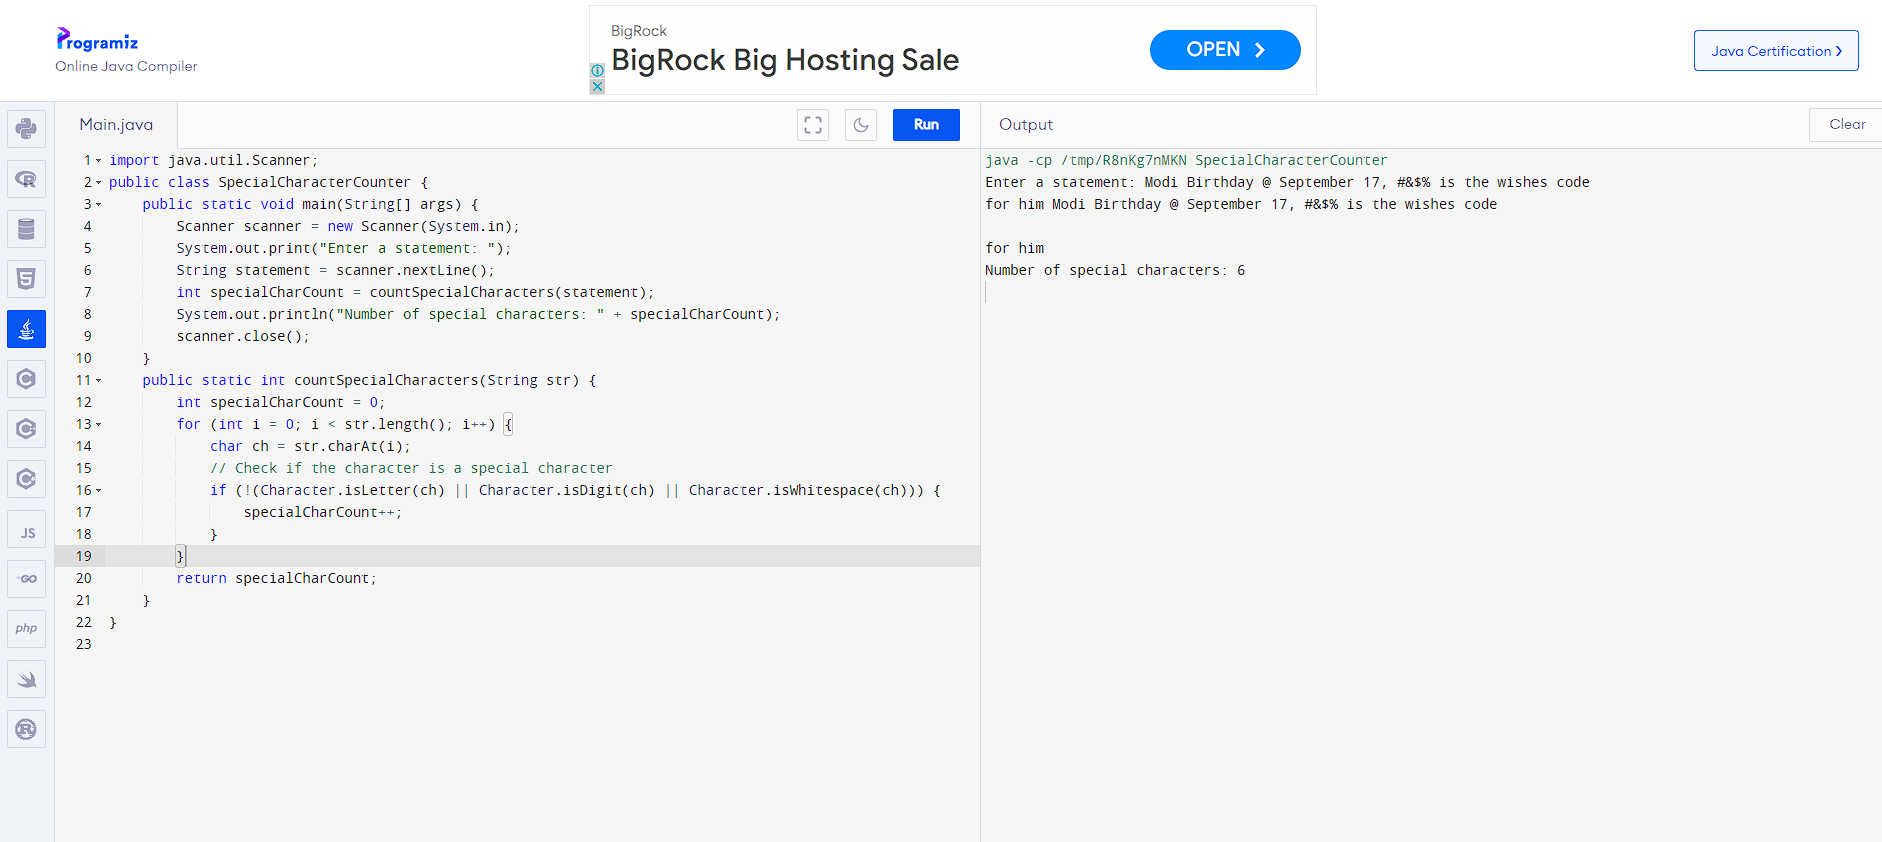 Programiz
Online Java Compiler
BigRock
BigRock Big Hosting Sale
OPEN
Java Certification
Main.java
Run
Output
Clear
1 import java.util.Scanner;
2 public class SpecialCharacterCounter {
3 public static void main(String[] args) {
4 Scanner scanner = new Scanner(System.in);
5 System.out.print("Enter a statement: ");
6 String statement = scanner.nextLine();
7 int specialCharCount = countSpecialCharacters(statement);
8 System.out.println("Number of special characters: " + specialCharCount);
9 scanner.close();
10 }
11 public static int countSpecialCharacters(String str) {
12 int specialCharCount = 0;
13 for (int i = 0; i < str.length(); i++) {
14 char ch = str.charAt(i);
15 // Check if the character is a special character
16 if (!(Character.isLetter(ch) || Character.isDigit(ch) || Character.isWhitespace(ch))) {
17 specialCharCount++;
18 }
19 }
20 return specialCharCount;
21 }
22 }
23
java -cp /tmp/R8nKg7nMKN SpecialCharacterCounter
Enter a statement: Modi Birthday @ September 17, #&$% is the wishes code
for him Modi Birthday @ September 17, #&$% is the wishes code
for him
Number of special characters: 6
R
5
C
C
C
JS
GO
php
R